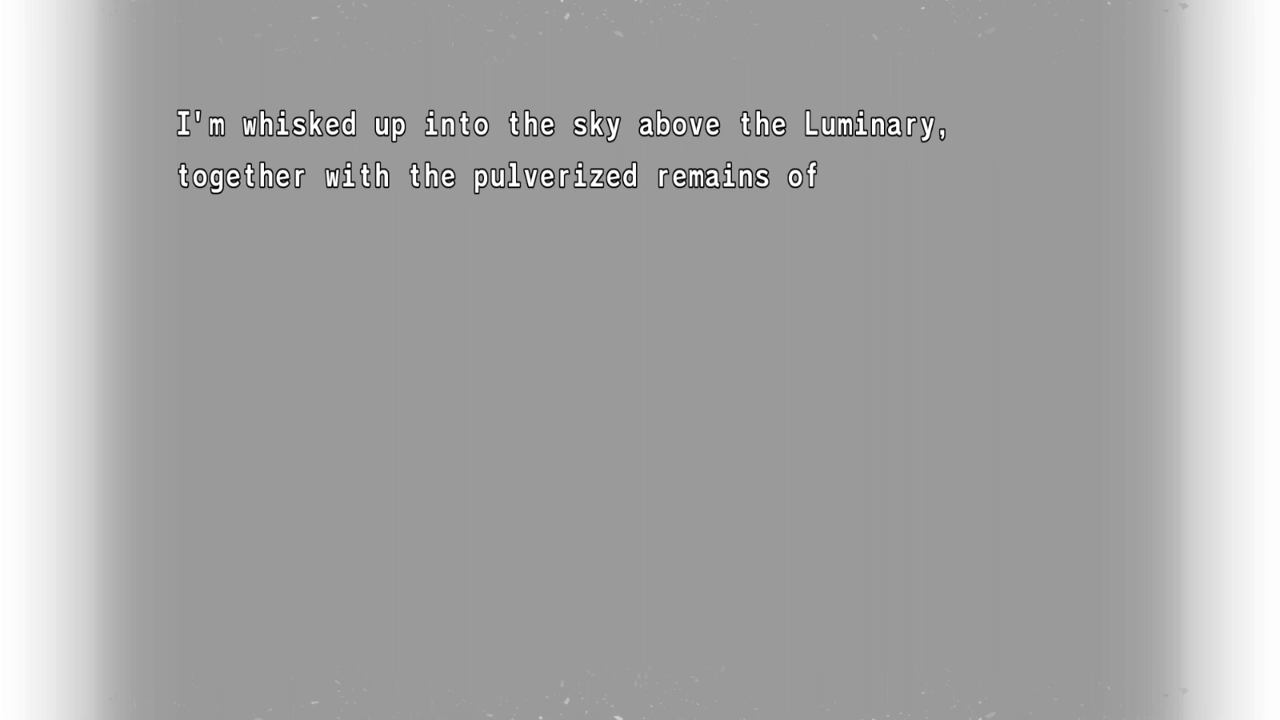 I'm whisked up into the sky above the Luminary,
together with the pulverized remains of